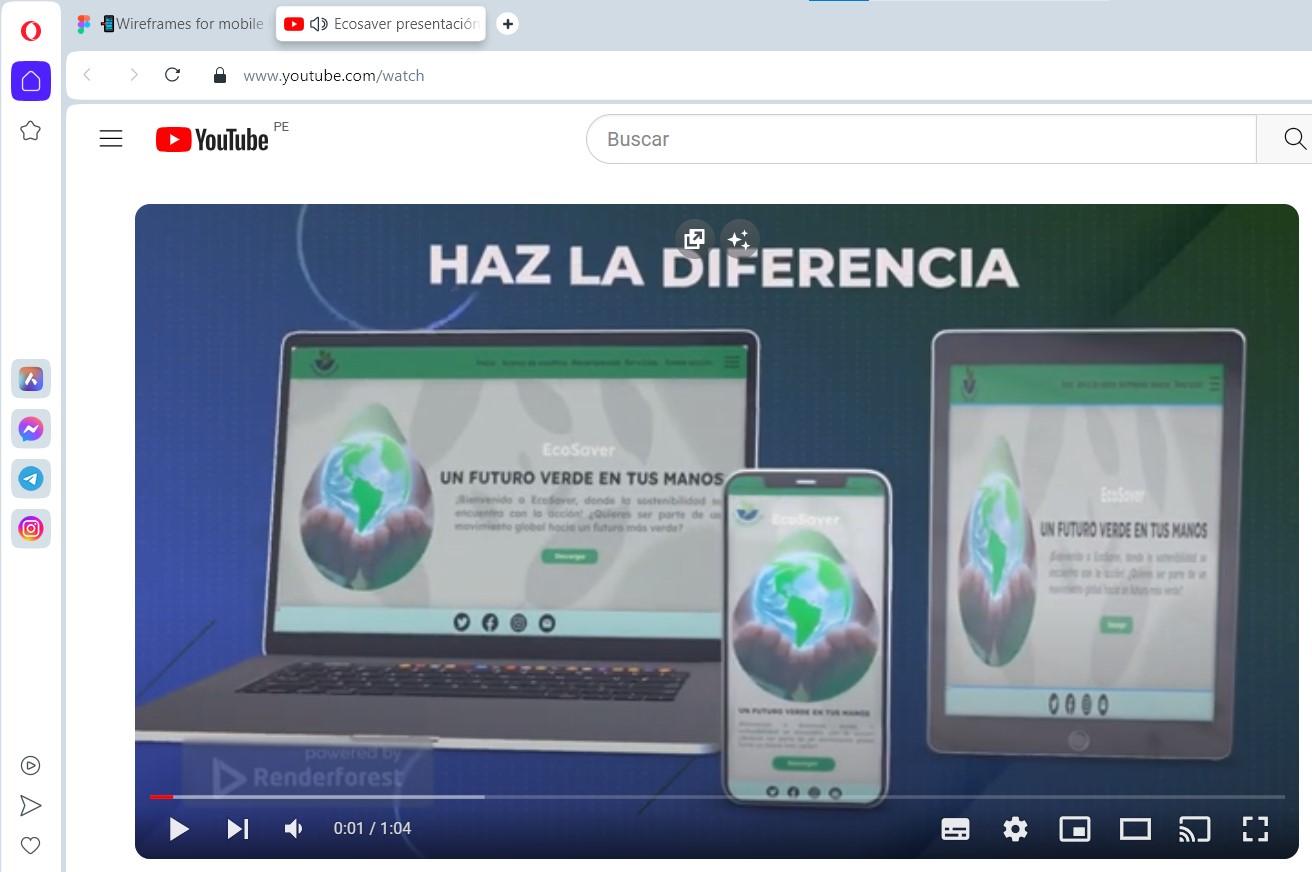 Wireframes for mobile
Ecosaver presentación
www.youtube.com/watch
YouTube PE
Buscar
HAZ LA DIFERENCIA
EcoSaver
UN FUTURO VERDE EN TUS MANOS
¡Bienvenido a EcoSaver, donde la sostenibilidad se
encuentra con la acción! ¿Quieres ser parte de un
movimiento global hacia un futuro más verde?
Descargar
EcoSaver
UN FUTURO VERDE EN TUS MANOS
Descargar
EcoSaver
UN FUTURO VERDE EN TUS MANOS
¡Bienvenido a EcoSaver, donde la sostenibilidad se
encuentra con la acción! ¿Quieres ser parte de un
movimiento global hacia un futuro más verde?
powered by
Renderforest
0:01 / 1:04